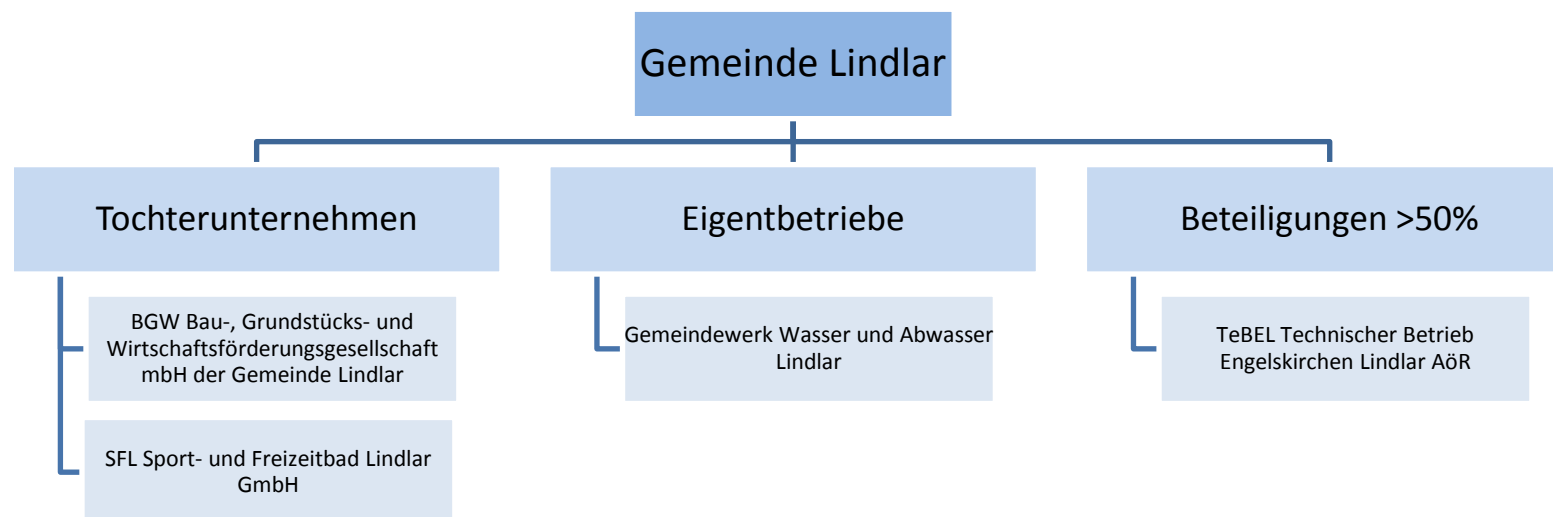 Gemeinde Lindlar
Tochterunternehmen
BGW Bau-, Grundstücks- und
Wirtschaftsförderungsgesellschaft
mbH der Gemeinde Lindlar
SFL Sport- und Freizeitbad Lindlar
GmbH
Eigentbetriebe
Gemeindewerk Wasser und Abwasser
Lindlar
Beteiligungen >50%
TeBEL Technischer Betrieb
Engelskirchen Lindlar AöR